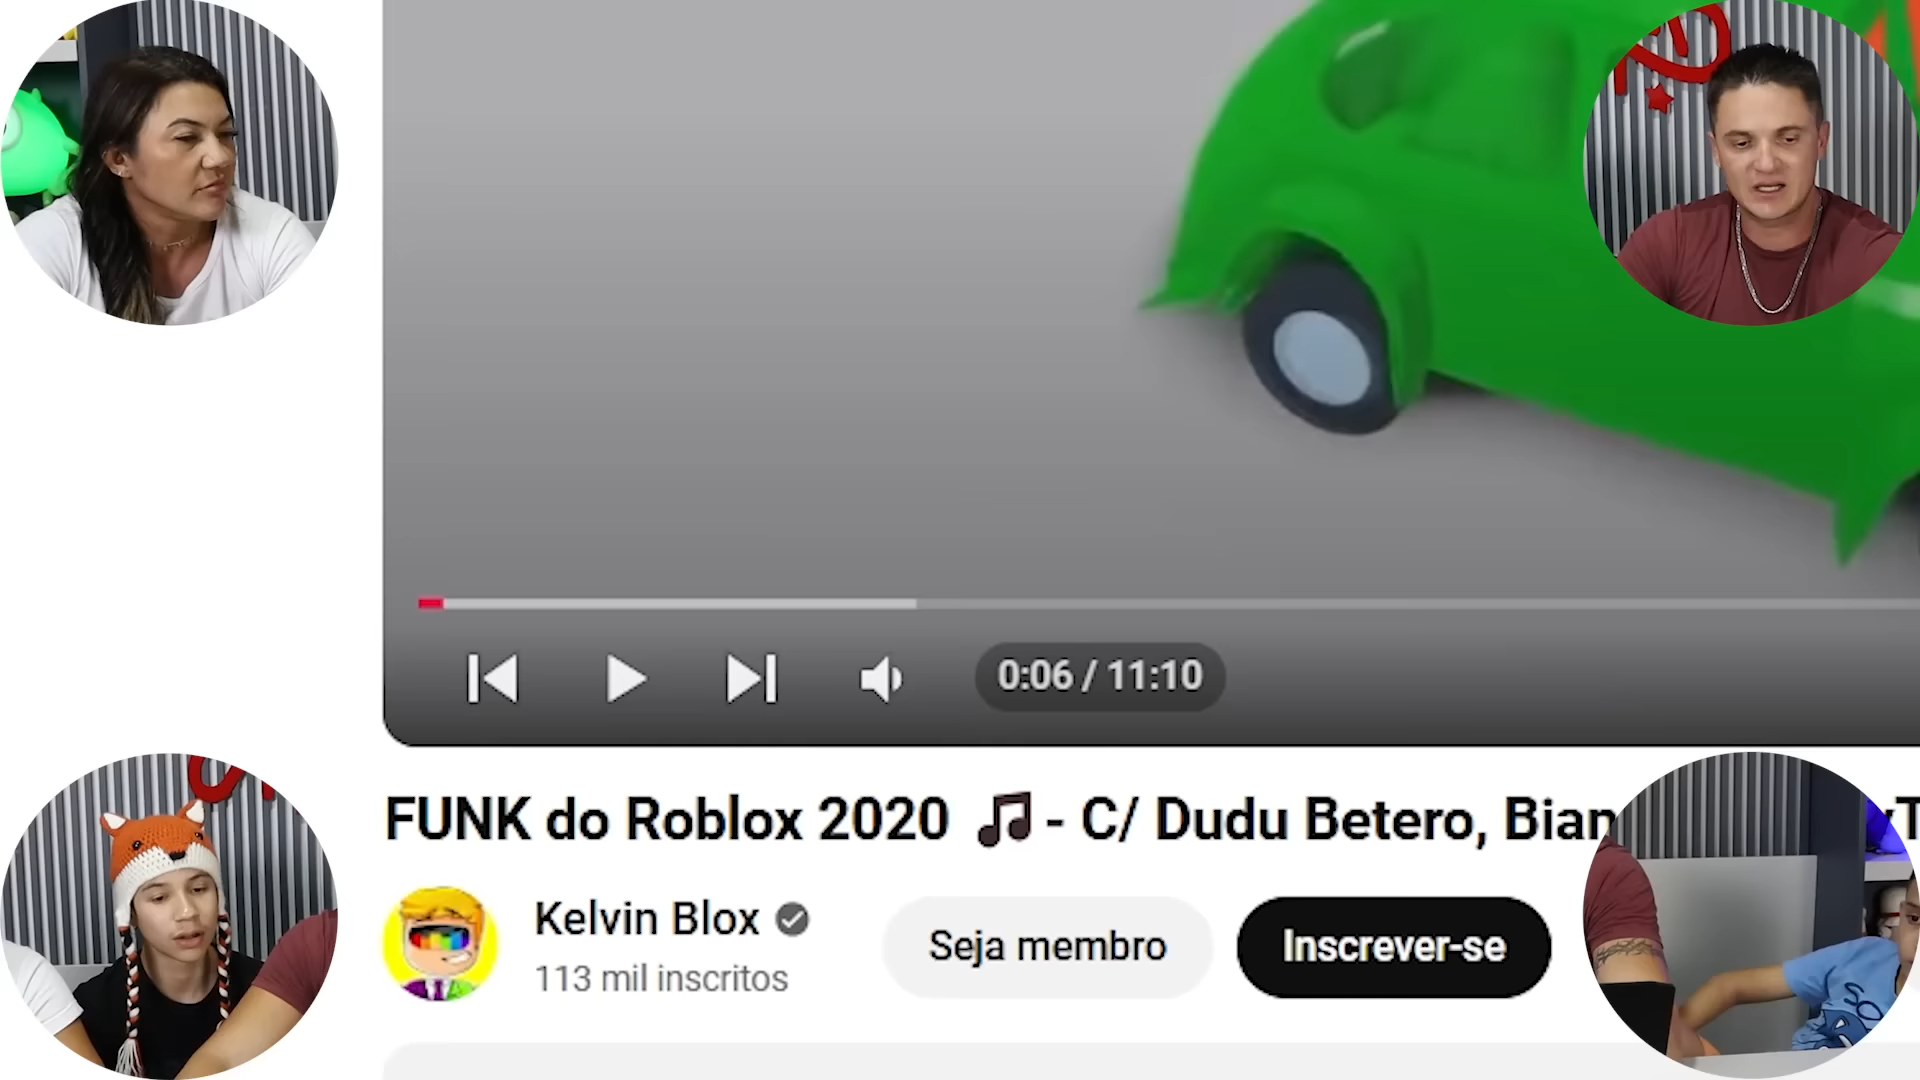 0:06 / 11:10
FUNK do Roblox 2020 🎵 - C/ Dudu Betero, Bian
Kelvin Blox
113 mil inscritos
Seja membro
Inscrever-se